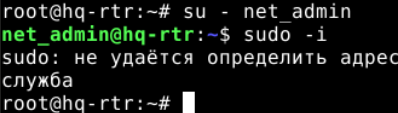 root@hq-rtr:~# su - net_admin
net_admin@hq-rtr:~$ sudo -i
sudo: не удаётся определить адрес
служба
root@hq-rtr:~#